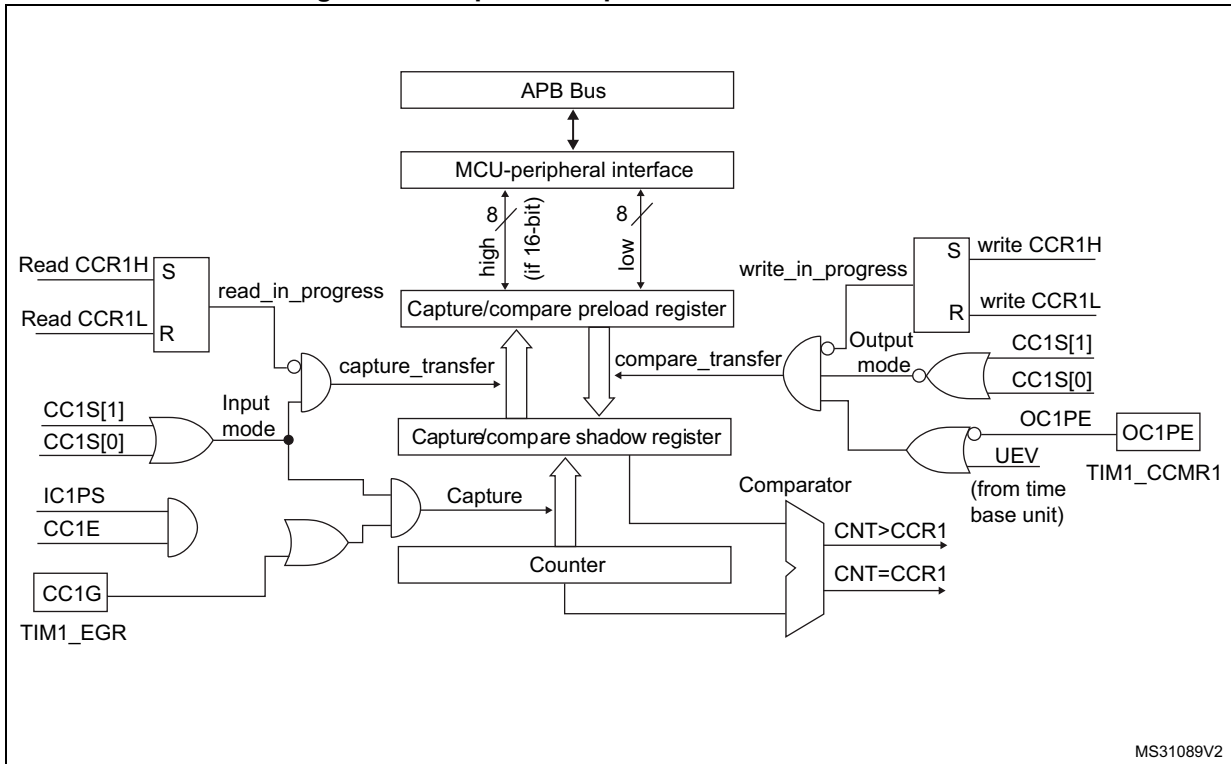 APB Bus
MCU-peripheral interface
8
high
(if 16-bit)
8
low
Read CCR1H
S
read_in_progress
Read CCR1L
R
write_in_progress
S
write CCR1H
R
write CCR1L
Capture/compare preload register
capture_transfer
compare_transfer
Output
mode
CC1S[1]
CC1S[0]
CC1S[1]
CC1S[0]
Input
mode
Capture/compare shadow register
OC1PE
OC1PE
UEV
TIM1_CCMR1
(from time
base unit)
IC1PS
CC1E
Capture
Comparator
CNT>CCR1
Counter
CNT=CCR1
CC1G
TIM1_EGR
MS31089V2